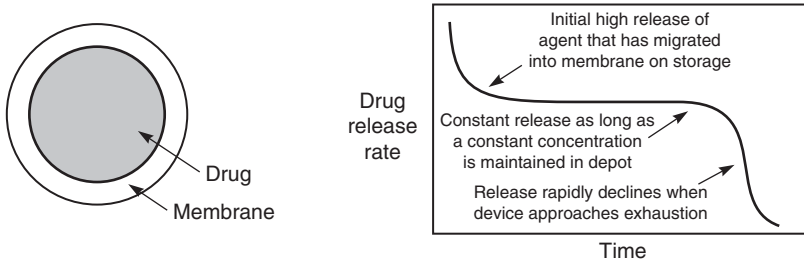 Drug
Membrane
Drug
release
rate
Initial high release of
agent that has migrated
into membrane on storage
Constant release as long as
a constant concentration
is maintained in depot
Release rapidly declines when
device approaches exhaustion
Time